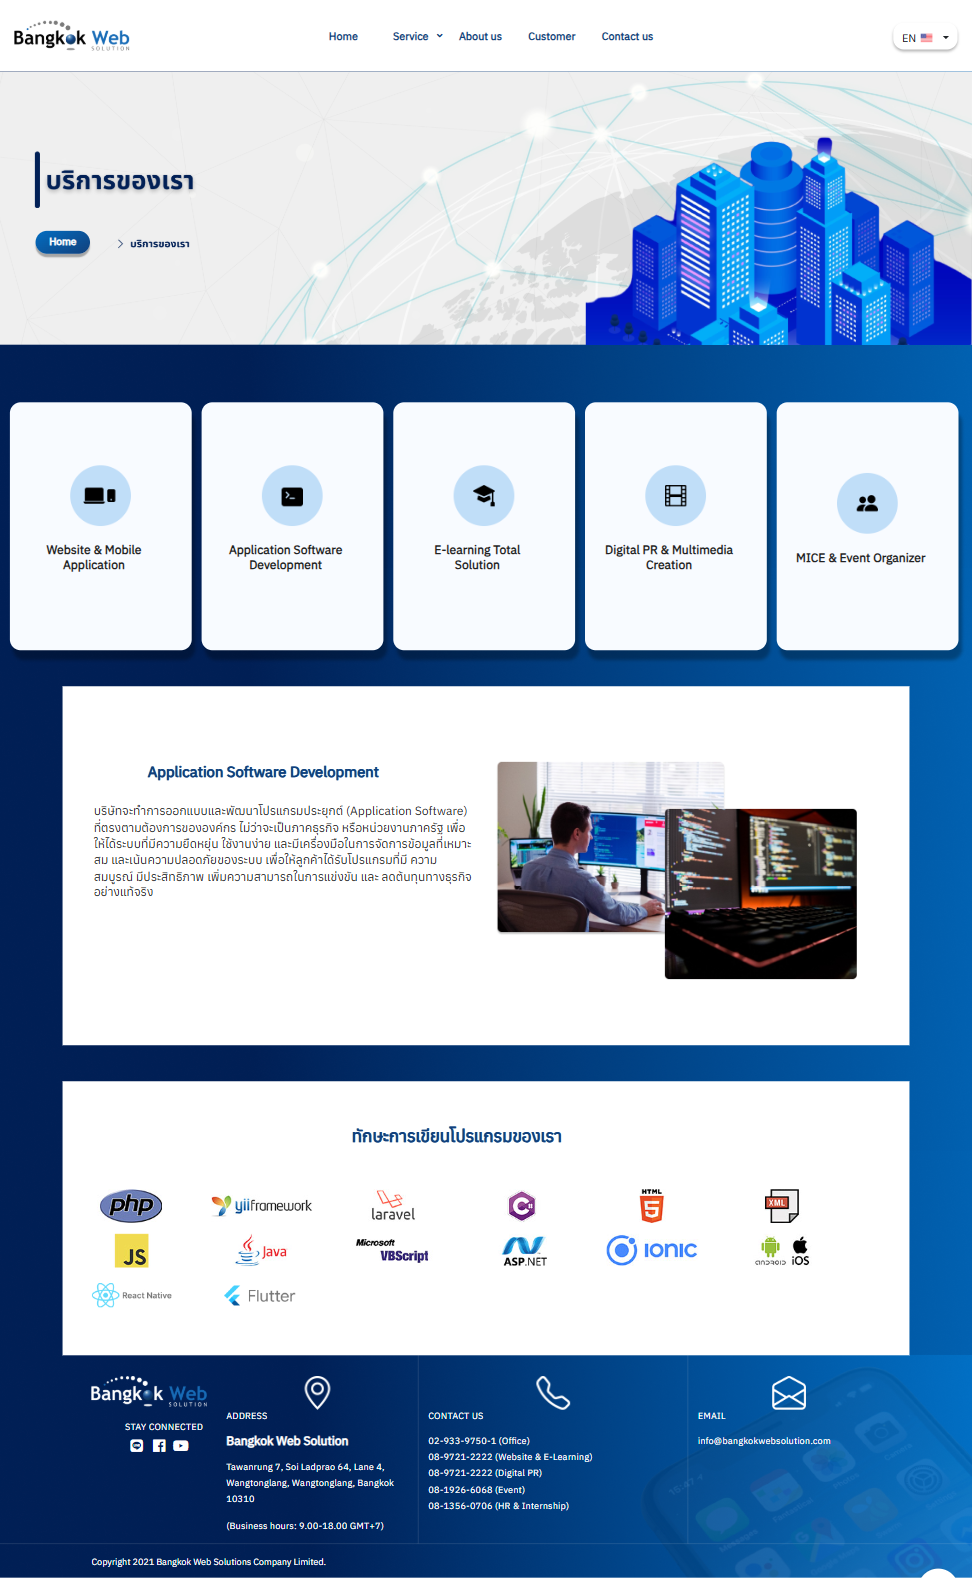 Bangkok Web
SOLUTION
Home
Service
About us
Customer
Contact us
EN
บริการของเรา
Home
บริการของเรา
Website & Mobile
Application
Application Software
Development
E-learning Total
Solution
Digital PR & Multimedia
Creation
MICE & Event Organizer
Application Software Development
บริษัทจะทำการออกแบบและพัฒนาโปรแกรมประยุกต์ (Application Software)
ที่ตรงตามต้องการขององค์กร ไม่ว่าจะเป็นภาคธุรกิจ หรือหน่วยงานภาครัฐ เพื่อ
ให้ได้ระบบที่มีความยืดหยุ่น ใช้งานง่าย และมีเครื่องมือในการจัดการข้อมูลที่เหมาะ
สม และเน้นความปลอดภัยของระบบ เพื่อให้ลูกค้าได้รับโปรแกรมที่มี ความ
สมบูรณ์ มีประสิทธิภาพ เพิ่มความสามารถในการแข่งขัน และ ลดต้นทุนทางธุรกิจ
อย่างแท้จริง
ทักษะการเขียนโปรแกรมของเรา
php
yiiframework
laravel
C#
HTML
5
XML
JS
Java
Microsoft
VBScript
ASP.NET
IONIC
ANDROID
iOS
React Native
Flutter
Bangkok Web
SOLUTION
STAY CONNECTED
ADDRESS
Bangkok Web Solution
Tawanrung 7, Soi Ladprao 64, Lane 4,
Wangtonglang, Wangtonglang, Bangkok
10310
(Business hours: 9.00-18.00 GMT+7)
CONTACT US
02-933-9750-1 (Office)
08-9721-2222 (Website & E-Learning)
08-9721-2222 (Digital PR)
08-1926-6068 (Event)
08-1356-0706 (HR & Internship)
EMAIL
info@bangkokwebsolution.com
Copyright 2021 Bangkok Web Solutions Company Limited.